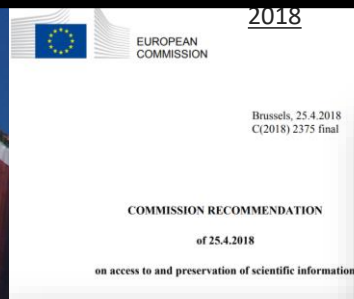 2018
EUROPEAN
COMMISSION
Brussels, 25.4.2018
C(2018) 2375 final
COMMISSION RECOMMENDATION
of 25.4.2018
on access to and preservation of scientific information